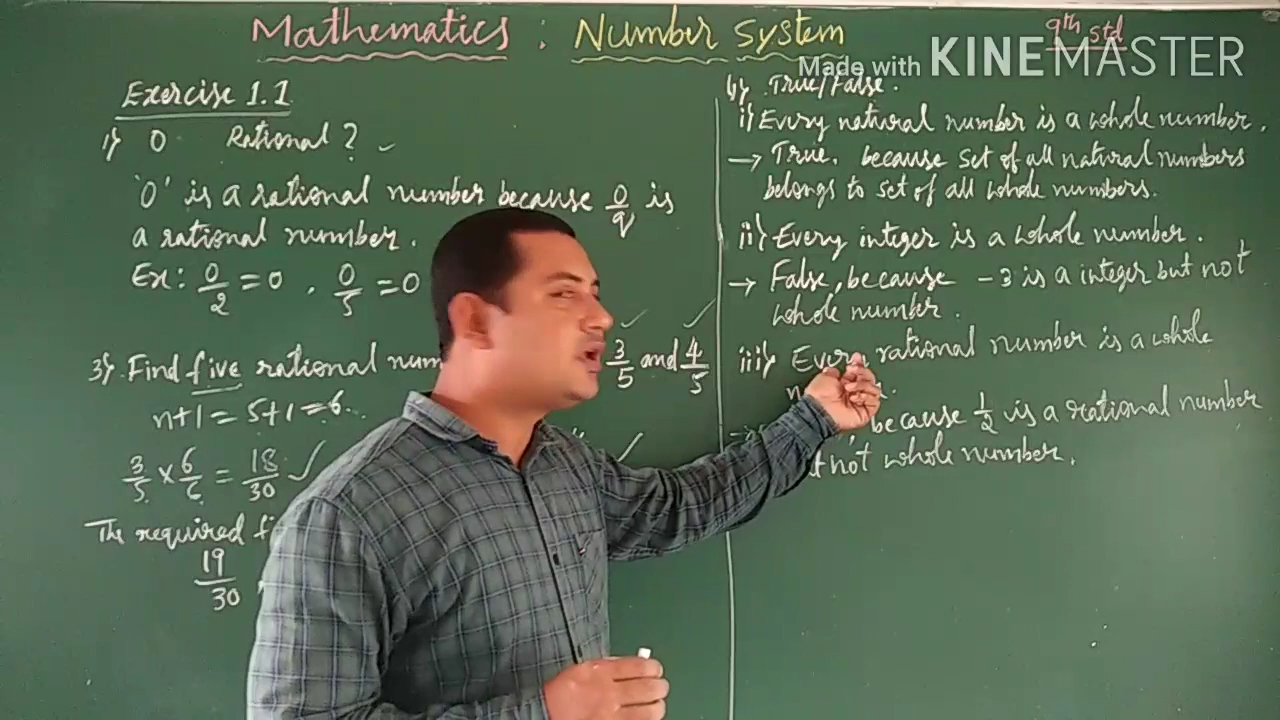 Mathematics : Number System
9th std
Made with KINEMASTER
Exercise 1.1
1) 0 Rational ?
'0' is a rational number because 0/q is
a rational number.
Ex: 0/2 = 0 , 0/5 = 0
3) Find five rational num 3/5 and 4/5
n+1 = 5+1 = 6.
3/5 × 6/6 = 18/30
The required fi
19/30
4) True/False.
i) Every natural number is a whole number.
→ True, because set of all natural numbers
belongs to set of all whole numbers.
ii) Every integer is a whole number.
→ False, because -3 is a integer but not
whole number.
iii) Every rational number is a whole
→ because 1/2 is a rational number
not whole number.